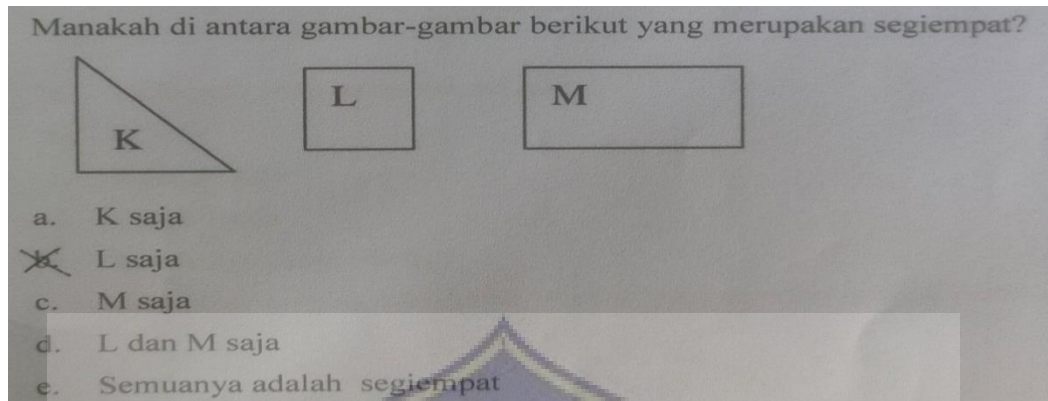 Manakah di antara gambar-gambar berikut yang merupakan segiempat?
K
L
M
a. K saja
b. L saja
c. M saja
d. L dan M saja
e. Semuanya adalah segiempat